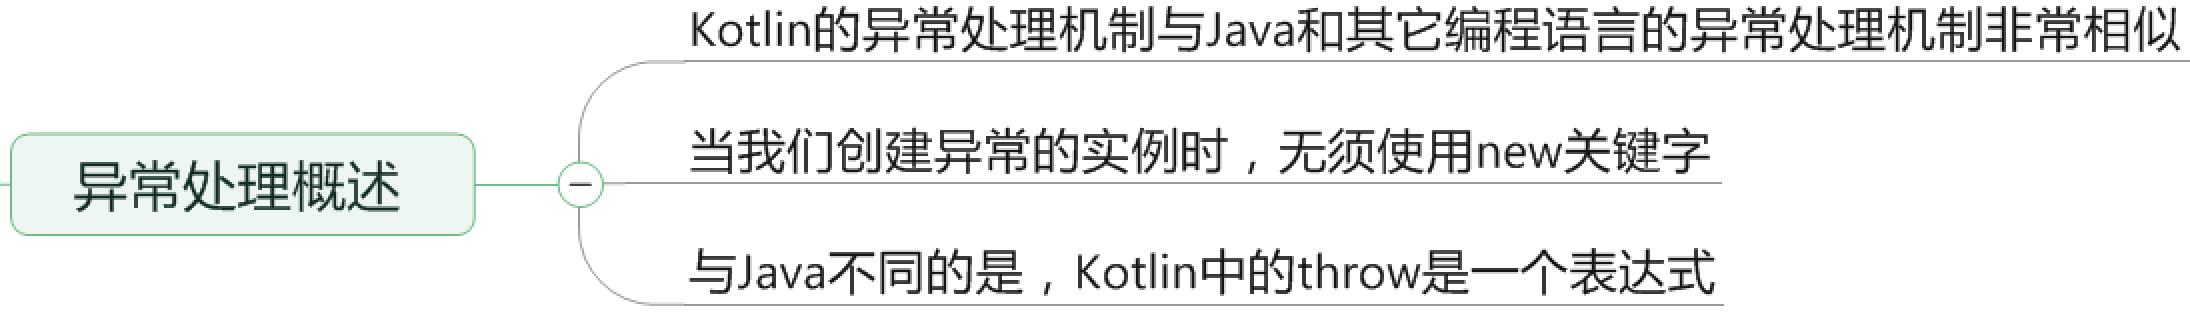 Kotlin的异常处理机制与Java和其它编程语言的异常处理机制非常相似
当我们创建异常的实例时，无须使用new关键字
异常处理概述
与Java不同的是，Kotlin中的throw是一个表达式